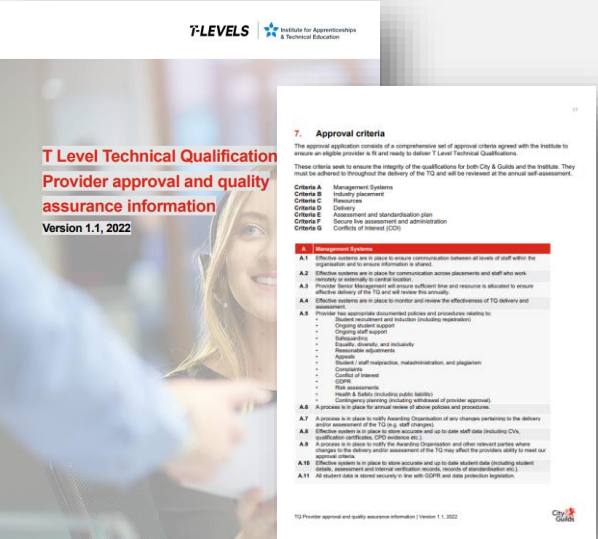 T-LEVELS
Institute for Apprenticeships
& Technical Education
T Level Technical Qualification
Provider approval and quality
assurance information
Version 1.1, 2022
7. Approval criteria
The approval application consists of a comprehensive set of approval criteria agreed with the Institute to
ensure an eligible provider is fit and ready to deliver T Level Technical Qualifications.
These criteria seek to ensure the integrity of the qualifications for both City & Guilds and the Institute. They
must be adhered to throughout the delivery of the TQ and will be reviewed at the annual self-assessment.
Criteria A Management Systems
Criteria B Industry placement
Criteria C Resources
Criteria D Delivery
Criteria E Assessment and standardisation plan
Criteria F Secure live assessment and administration
Criteria G Conflicts of Interest (COI)
A Management Systems
A.1 Effective systems are in place to ensure communication between all levels of staff within the
organisation and to ensure information is shared.
A.2 Effective systems are in place for communication across placements and staff who work
remotely or externally to central location.
A.3 Provider Senior Management will ensure sufficient time and resource is allocated to ensure
effective delivery of the TQ and will review this annually.
A.4 Effective systems are in place to monitor and review the effectiveness of TQ delivery and
assessment.
A.5 Provider has appropriate documented policies and procedures relating to:
• Student recruitment and induction (including registration)
• Ongoing student support
• Ongoing staff support
• Safeguarding
• Equality, diversity, and inclusivity
• Reasonable adjustments
• Appeals
• Student / staff malpractice, maladministration, and plagiarism
• Complaints
• Conflict of interest
• GDPR
• Risk assessments
• Health & Safety (including public liability)
• Contingency planning (including withdrawal of provider approval).
A.6 A process is in place for annual review of above policies and procedures.
A.7 A process is in place to notify Awarding Organisation of any changes pertaining to the delivery
and/or assessment of the TQ (e.g. staff changes).
A.8 Effective system is in place to store accurate and up to date staff data (including CVs,
qualification certificates, CPD evidence etc.).
A.9 A process is in place to notify the Awarding Organisation and other relevant parties where
changes to the delivery and/or assessment of the TQ may affect the providers ability to meet our
approval criteria.
A.10 Effective system is in place to store accurate and up to date student data (including student
details, assessment and internal verification records, records of standardisation etc.).
A.11 All student data is stored securely in line with GDPR and data protection legislation.
TQ Provider approval and quality assurance information | Version 1.1, 2022
City &
Guilds